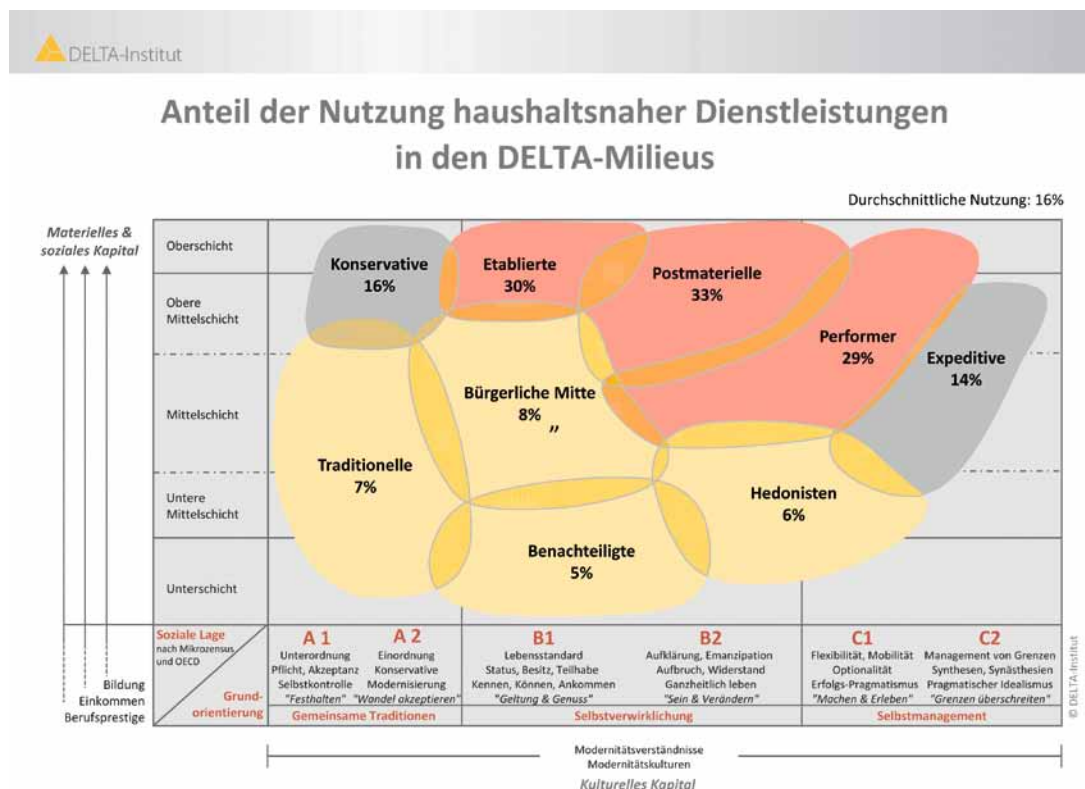 DELTA-Institut
Anteil der Nutzung haushaltsnaher Dienstleistungen
in den DELTA-Milieus
Durchschnittliche Nutzung: 16%
Materielles &
soziales Kapital
Oberschicht
Obere
Mittelschicht
Mittelschicht
Untere
Mittelschicht
Unterschicht
Konservative
16%
Etablierte
30%
Postmaterielle
33%
Performer
29%
Expeditive
14%
Bürgerliche Mitte
8%
„
Traditionelle
7%
Hedonisten
6%
Benachteiligte
5%
Soziale Lage
nach Mikrozensus
und OECD
Grund-
orientierung
Bildung
Einkommen
Berufsprestige
A 1
Unterordnung
Pflicht, Akzeptanz
Selbstkontrolle
"Festhalten"
A 2
Einordnung
Konservative
Modernisierung
"Wandel akzeptieren"
B1
Lebensstandard
Status, Besitz, Teilhabe
Kennen, Können, Ankommen
"Geltung & Genuss"
B2
Aufklärung, Emanzipation
Aufbruch, Widerstand
Ganzheitlich leben
"Sein & Verändern"
C1
Flexibilität, Mobilität
Optionalität
Erfolgs-Pragmatismus
"Machen & Erleben"
C2
Management von Grenzen
Synthesen, Synästhesien
Pragmatischer Idealismus
"Grenzen überschreiten"
Gemeinsame Traditionen
Selbstverwirklichung
Selbstmanagement
Modernitätsverständnisse
Modernitätskulturen
Kulturelles Kapital
© DELTA-Institut